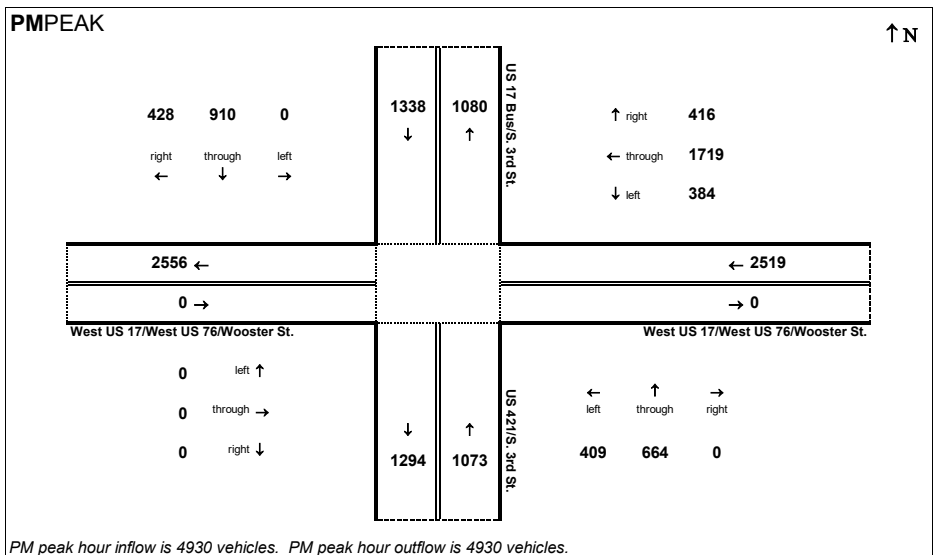 PMPEAK
↑ N
428 910 0
right through left
← ↓ →
1338 1080
↓ ↑
US 17 Bus/S. 3rd St.
↑ right 416
← through 1719
↓ left 384
2556 ←
← 2519
0 →
→ 0
West US 17/West US 76/Wooster St.
West US 17/West US 76/Wooster St.
0 left ↑
0 through →
0 right ↓
↓ ↑
1294 1073
US 421/S. 3rd St.
← ↑ →
left through right
409 664 0
PM peak hour inflow is 4930 vehicles. PM peak hour outflow is 4930 vehicles.